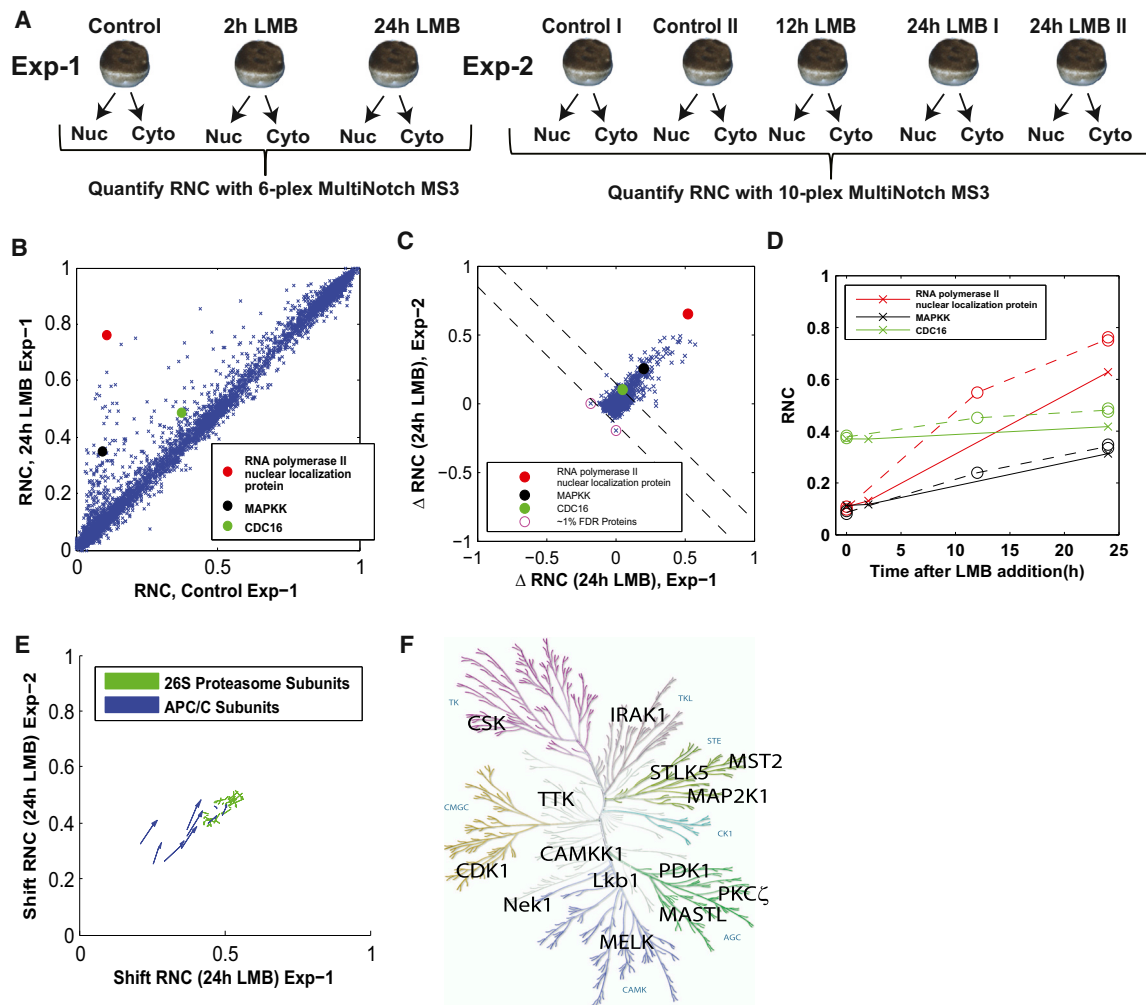 A
Control 2h LMB 24h LMB
Exp-1
Nuc Cyto Nuc Cyto Nuc Cyto
Quantify RNC with 6-plex MultiNotch MS3
Control I Control II 12h LMB 24h LMB I 24h LMB II
Exp-2
Nuc Cyto Nuc Cyto Nuc Cyto Nuc Cyto Nuc Cyto
Quantify RNC with 10-plex MultiNotch MS3
B
RNC, 24h LMB Exp-1
1
0.8
0.6
0.4
0.2
0
0 0.5 1
RNC, Control Exp-1
RNA polymerase II
nuclear localization
protein
MAPKK
CDC16
C
Δ RNC (24h LMB), Exp-2
1
0.5
0
−0.5
−1
−1 −0.5 0 0.5 1
Δ RNC (24h LMB), Exp-1
RNA polymerase II
nuclear localization protein
MAPKK
CDC16
~1% FDR Proteins
D
RNC
1
0.8
0.6
0.4
0.2
0
0 5 10 15 20 25
Time after LMB addition(h)
RNA polymerase II
nuclear localization protein
MAPKK
CDC16
E
Shift RNC (24h LMB) Exp−2
1
0.8
0.6
0.4
0.2
0
0 0.5 1
Shift RNC (24h LMB) Exp−1
26S Proteasome Subunits
APC/C Subunits
F
TK
CSK
IRAK1
TKL
STE
STLK5
MST2
MAP2K1
TTK
CMGC
CK1
CAMKK1
CDK1
Lkb1
PDK1
Nek1
PKCζ
MASTL
MELK
AGC
CAMK